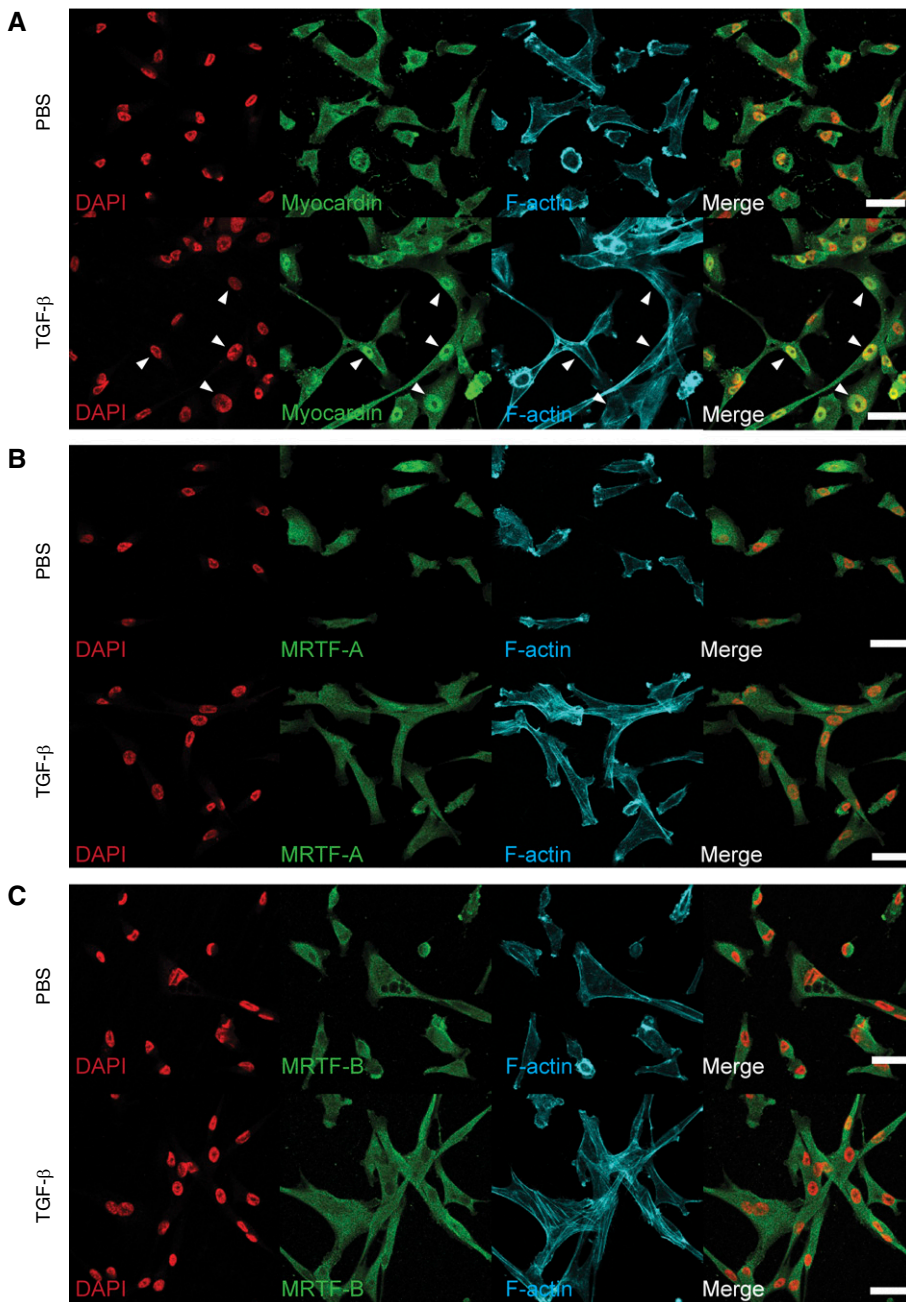 A
PBS
DAPI Myocardin F-actin Merge
TGF-β
DAPI Myocardin F-actin Merge
B
PBS
DAPI MRTF-A F-actin Merge
TGF-β
DAPI MRTF-A F-actin Merge
C
PBS
DAPI MRTF-B F-actin Merge
TGF-β
DAPI MRTF-B F-actin Merge